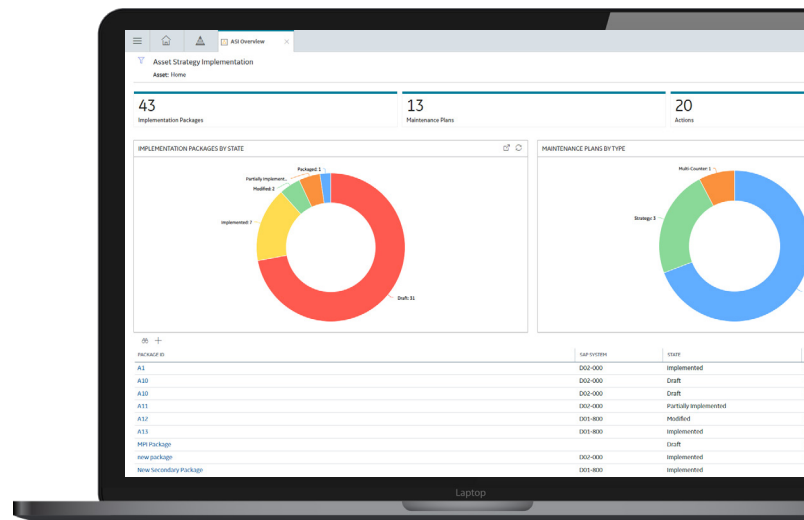 ASI Overview
Asset Strategy Implementation
Asset: Home
43
Implementation Packages
13
Maintenance Plans
20
Actions
IMPLEMENTATION PACKAGES BY STATE
MAINTENANCE PLANS BY TYPE
Packaged: 1
Partially Implement...
Modified: 2
Implemented: 7
Draft: 31
Multi Counter: 1
Strategy: 3
PACKAGE ID SAP SYSTEM STATE
A1 D02-000 Implemented
A10 D02-000 Draft
A10 D02-000 Draft
A11 D02-000 Partially Implemented
A12 D01-800 Modified
A13 D01-800 Implemented
MPI Package Draft
new package D02-000 Implemented
New Secondary Package D01-800 Implemented
Laptop